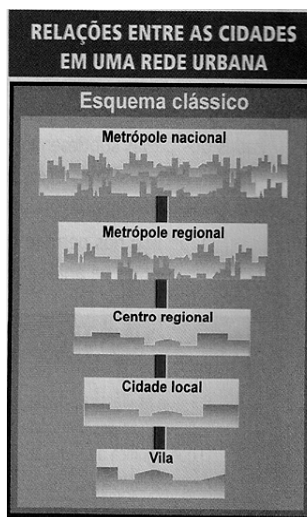 RELAÇÕES ENTRE AS CIDADES
EM UMA REDE URBANA
Esquema clássico
Metrópole nacional
Metrópole regional
Centro regional
Cidade local
Vila